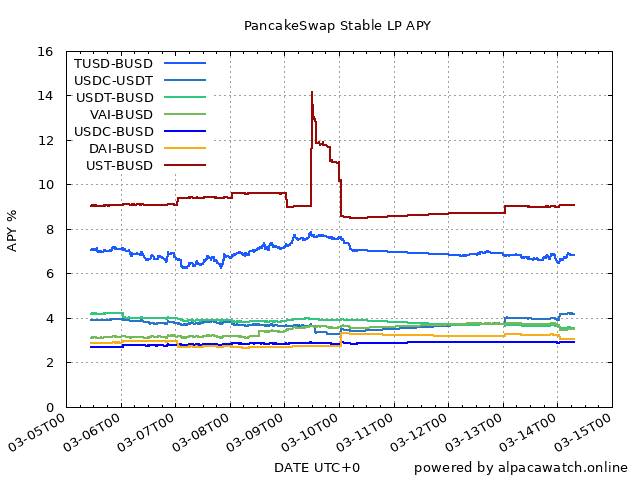 PancakeSwap Stable LP APY
16
14
12
10
8
6
4
2
0
APY %
TUSD-BUSD
USDC-USDT
USDT-BUSD
VAI-BUSD
USDC-BUSD
DAI-BUSD
UST-BUSD
03-05T00
03-06T00
03-07T00
03-08T00
03-09T00
03-10T00
03-11T00
03-12T00
03-13T00
03-14T00
03-15T00
DATE UTC+0
powered by alpacawatch.online